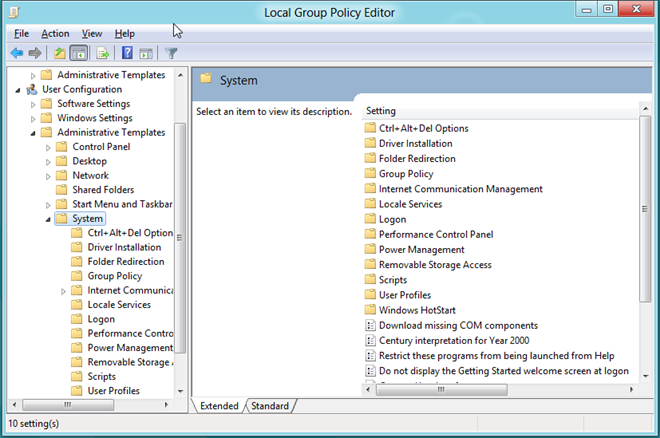 Local Group Policy Editor
File Action View Help
Administrative Templates
User Configuration
Software Settings
Windows Settings
Administrative Templates
Control Panel
Desktop
Network
Shared Folders
Start Menu and Taskbar
System
Ctrl+Alt+Del Option
Driver Installation
Folder Redirection
Group Policy
Internet Communica
Locale Services
Logon
Performance Contro
Power Management
Removable Storage
Scripts
User Profiles
System
Select an item to view its description.
Setting
Ctrl+Alt+Del Options
Driver Installation
Folder Redirection
Group Policy
Internet Communication Management
Locale Services
Logon
Performance Control Panel
Power Management
Removable Storage Access
Scripts
User Profiles
Windows HotStart
Download missing COM components
Century interpretation for Year 2000
Restrict these programs from being launched from Help
Do not display the Getting Started welcome screen at logon
Extended Standard
10 setting(s)